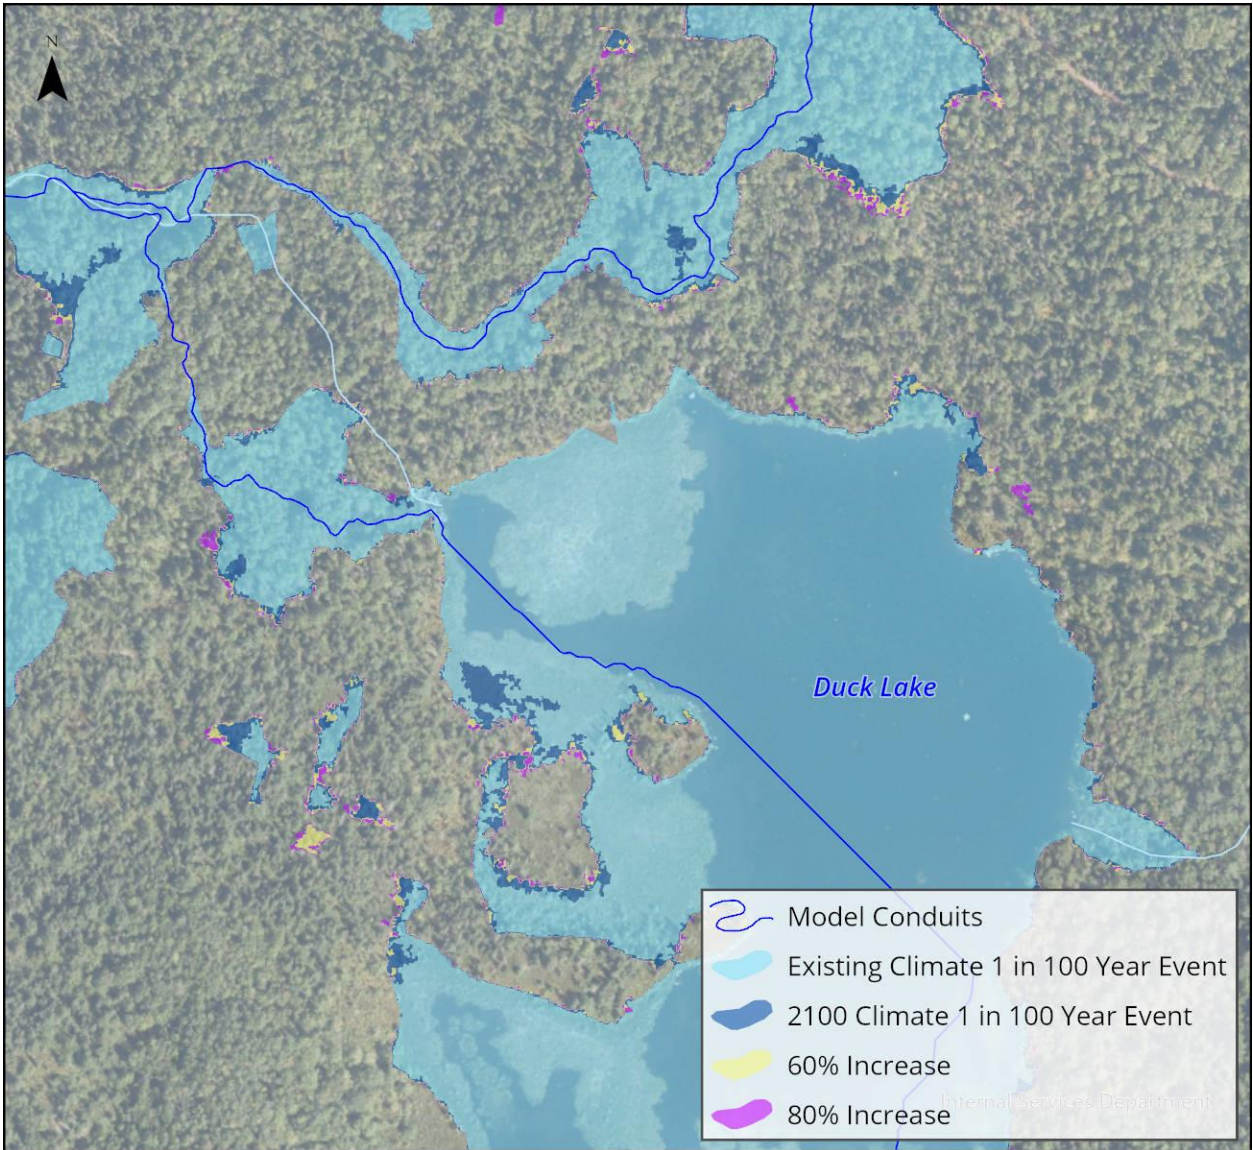 N
Duck Lake
Model Conduits
Existing Climate 1 in 100 Year Event
2100 Climate 1 in 100 Year Event
60% Increase
Internal Services Department
80% Increase